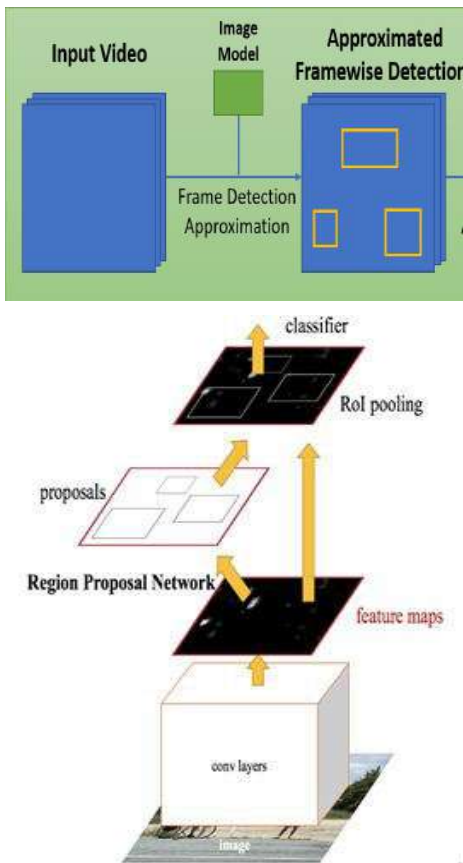 Input Video
Image
Model
Approximated
Framewise Detection
Frame Detection
Approximation
classifier
RoI pooling
proposals
Region Proposal Network
feature maps
conv layers
image